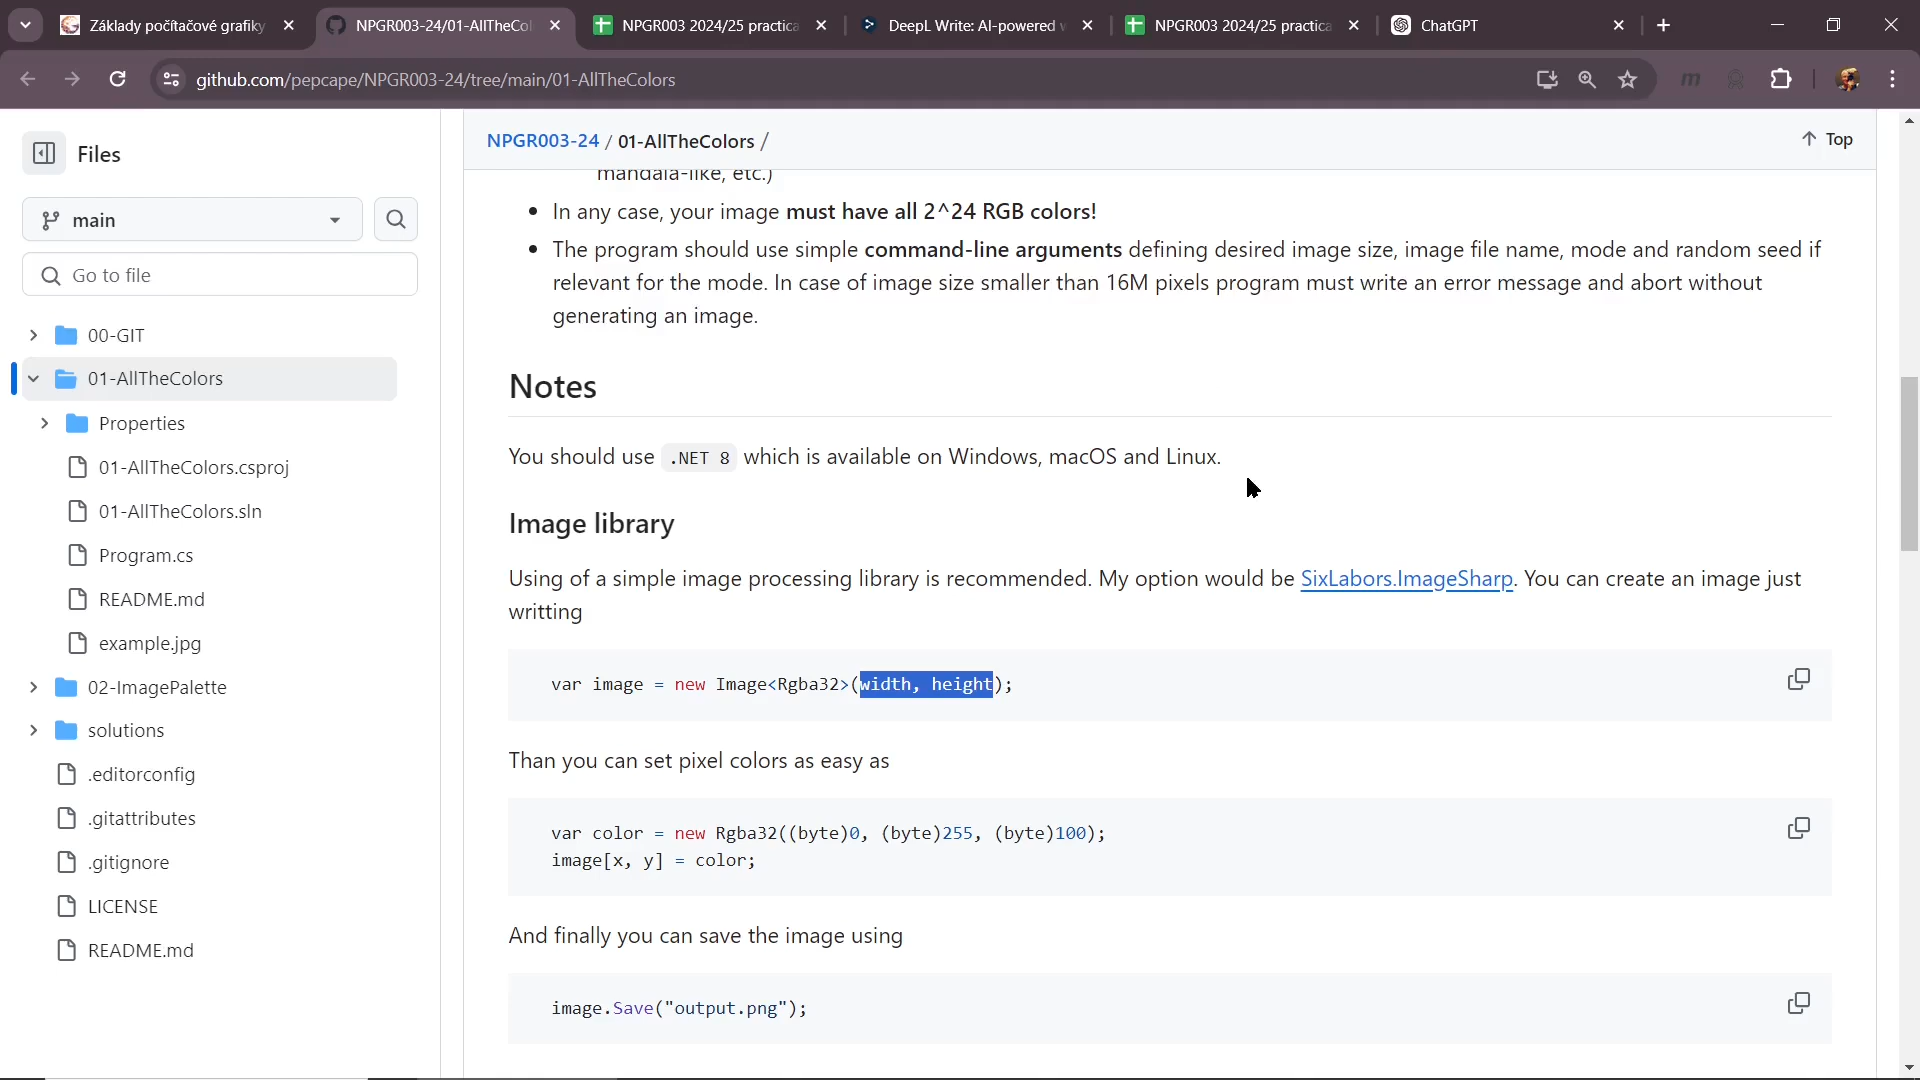 Základy počítačové grafiky
NPGR003-24/01-AllTheCol
NPGR003 2024/25 practica
DeepL Write: AI-powered
NPGR003 2024/25 practica
ChatGPT
github.com/pepcape/NPGR003-24/tree/main/01-AllTheColors
Files
main
Go to file
00-GIT
01-AllTheColors
Properties
01-AllTheColors.csproj
01-AllTheColors.sln
Program.cs
README.md
example.jpg
02-ImagePalette
solutions
.editorconfig
.gitattributes
.gitignore
LICENSE
README.md
NPGR003-24 / 01-AllTheColors /
Top
mandala-like, etc.)
In any case, your image must have all 2^24 RGB colors!
The program should use simple command-line arguments defining desired image size, image file name, mode and random seed if
relevant for the mode. In case of image size smaller than 16M pixels program must write an error message and abort without
generating an image.
Notes
You should use .NET 8 which is available on Windows, macOS and Linux.
Image library
Using of a simple image processing library is recommended. My option would be SixLabors.ImageSharp. You can create an image just
writting
var image = new Image<Rgba32>(width, height);
Than you can set pixel colors as easy as
var color = new Rgba32((byte)0, (byte)255, (byte)100);
image[x, y] = color;
And finally you can save the image using
image.Save("output.png");